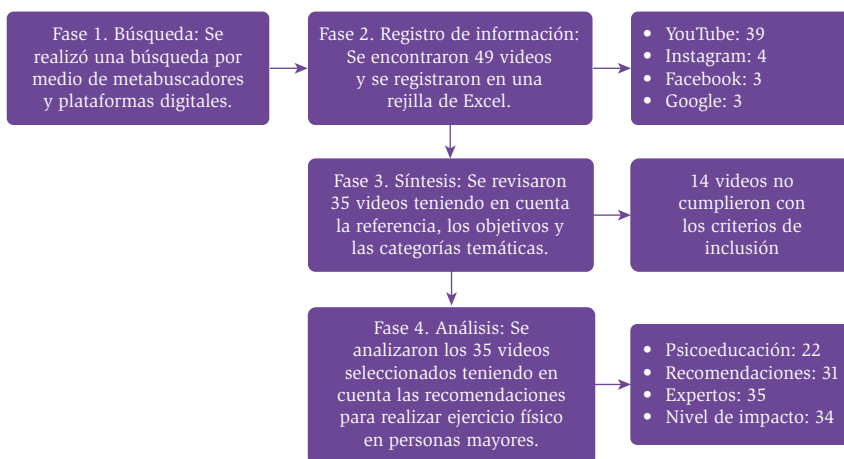 Fase 1. Búsqueda: Se
realizó una búsqueda por
medio de metabuscadores
y plataformas digitales.
Fase 2. Registro de información:
Se encontraron 49 videos
y se registraron en una
rejilla de Excel.
• YouTube: 39
• Instagram: 4
• Facebook: 3
• Google: 3
Fase 3. Síntesis: Se revisaron
35 videos teniendo en cuenta
la referencia, los objetivos y
las categorías temáticas.
14 videos no
cumplieron con
los criterios de
inclusión
Fase 4. Análisis: Se
analizaron los 35 videos
seleccionados teniendo en
cuenta las recomendaciones
para realizar ejercicio físico
en personas mayores.
• Psicoeducación: 22
• Recomendaciones: 31
• Expertos: 35
• Nivel de impacto: 34